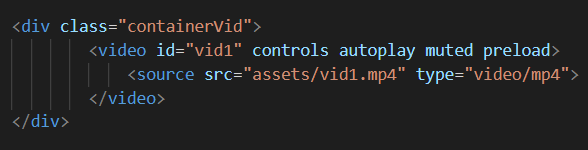 <div class="containerVid">
<video id="vid1" controls autoplay muted preload>
<source src="assets/vid1.mp4" type="video/mp4">
</video>
</div>